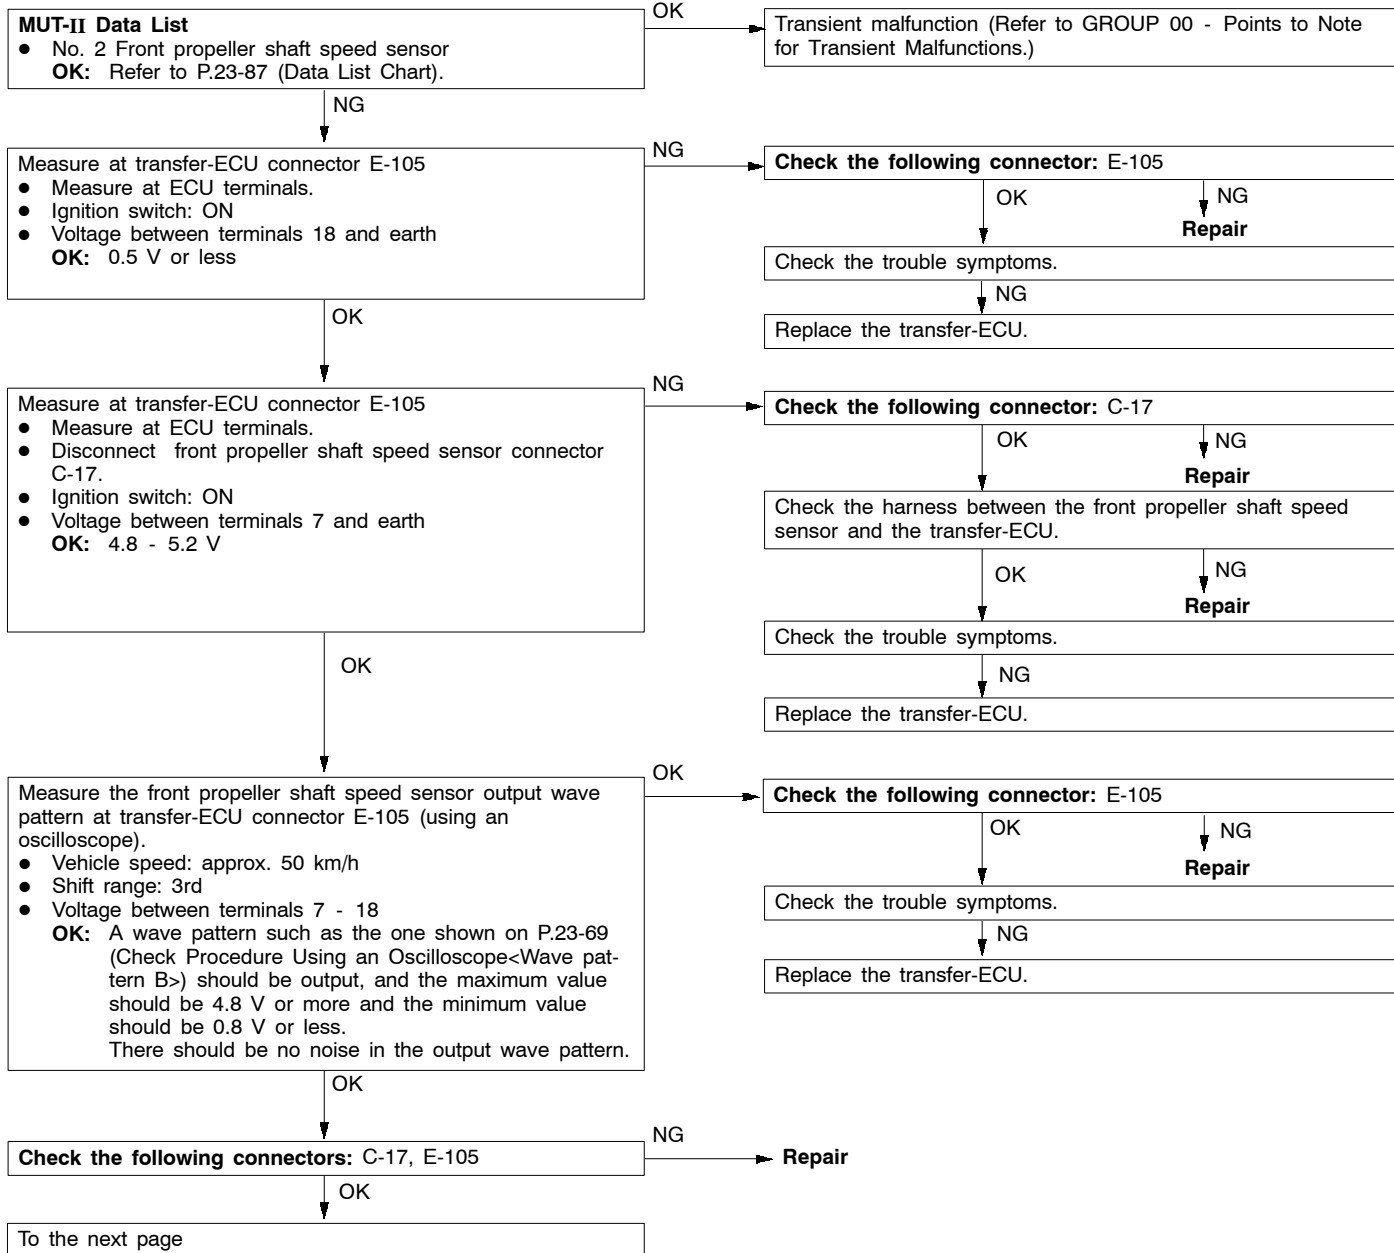 MUT-II Data List
● No. 2 Front propeller shaft speed sensor
OK: Refer to P.23-87 (Data List Chart).
OK
Transient malfunction (Refer to GROUP 00 - Points to Note
for Transient Malfunctions.)
NG
Measure at transfer-ECU connector E-105
● Measure at ECU terminals.
● Ignition switch: ON
● Voltage between terminals 18 and earth
OK: 0.5 V or less
NG
Check the following connector: E-105
OK
NG
Repair
Check the trouble symptoms.
NG
Replace the transfer-ECU.
OK
Measure at transfer-ECU connector E-105
● Measure at ECU terminals.
● Disconnect front propeller shaft speed sensor connector
C-17.
● Ignition switch: ON
● Voltage between terminals 7 and earth
OK: 4.8 - 5.2 V
NG
Check the following connector: C-17
OK
NG
Repair
Check the harness between the front propeller shaft speed
sensor and the transfer-ECU.
OK
NG
Repair
Check the trouble symptoms.
NG
Replace the transfer-ECU.
OK
Measure the front propeller shaft speed sensor output wave
pattern at transfer-ECU connector E-105 (using an
oscilloscope).
● Vehicle speed: approx. 50 km/h
● Shift range: 3rd
● Voltage between terminals 7 - 18
OK: A wave pattern such as the one shown on P.23-69
(Check Procedure Using an Oscilloscope<Wave pat-
tern B>) should be output, and the maximum value
should be 4.8 V or more and the minimum value
should be 0.8 V or less.
There should be no noise in the output wave pattern.
OK
Check the following connector: E-105
OK
NG
Repair
Check the trouble symptoms.
NG
Replace the transfer-ECU.
OK
Check the following connectors: C-17, E-105
NG
Repair
OK
To the next page